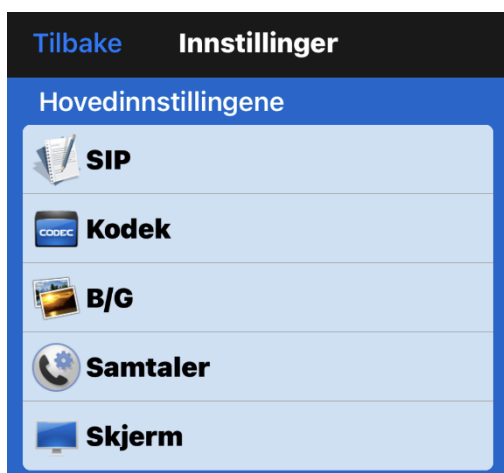 Tilbake Innstillinger
Hovedinnstillingene
SIP
CODEC Kodek
B/G
Samtaler
Skjerm